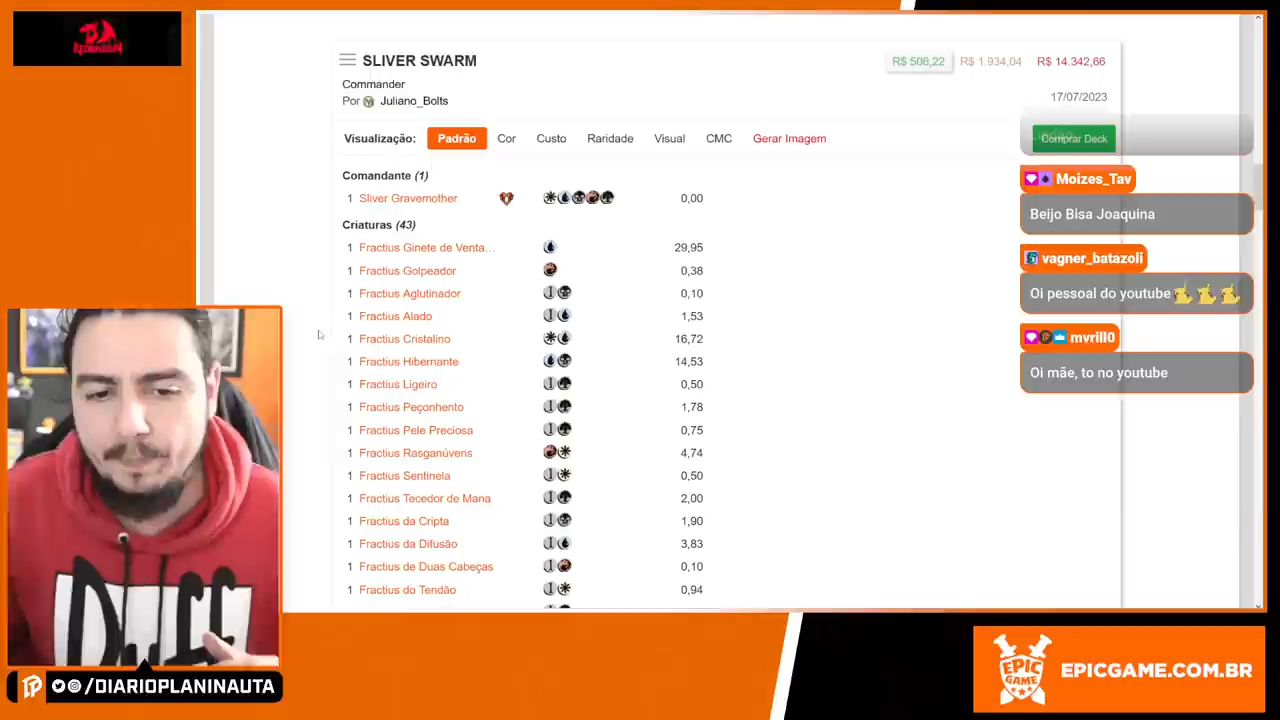 REDRAGON
SLIVER SWARM
R$ 508,22 R$ 1.934,04 R$ 14.342,66
Commander
Por Juliano_Bolts
17/07/2023
Visualização: Padrão Cor Custo Raridade Visual CMC Gerar Imagem
Comprar Deck
Comandante (1)
1 Sliver Gravemother 0,00
Criaturas (43)
1 Fractius Ginete de Venta... 29,95
1 Fractius Golpeador 0,38
1 Fractius Aglutinador 0,10
1 Fractius Alado 1,53
1 Fractius Cristalino 16,72
1 Fractius Hibernante 14,53
1 Fractius Ligeiro 0,50
1 Fractius Peçonhento 1,78
1 Fractius Pele Preciosa 0,75
1 Fractius Rasganúvens 4,74
1 Fractius Sentinela 0,50
1 Fractius Tecedor de Mana 2,00
1 Fractius da Cripta 1,90
1 Fractius da Difusão 3,83
1 Fractius de Duas Cabeças 0,10
1 Fractius do Tendão 0,94
Moizes_Tav
Beijo Bisa Joaquina
vagner_batazoli
Oi pessoal do youtube
mvrill0
Oi mãe, to no youtube
DUFF
/DIARIOPLANINAUTA
EPIC
GAME
EPICGAME.COM.BR